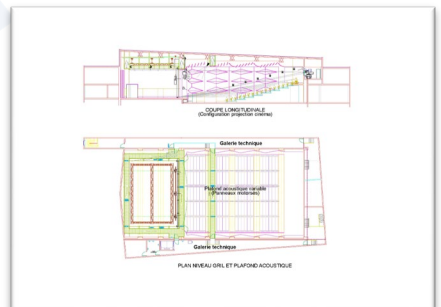 COUPE LONGITUDINALE
(Configuration projection cinéma)
Galerie technique
Plafond acoustique variable
(Panneaux motorisés)
Galerie technique
PLAN NIVEAU GRIL ET PLAFOND ACOUSTIQUE